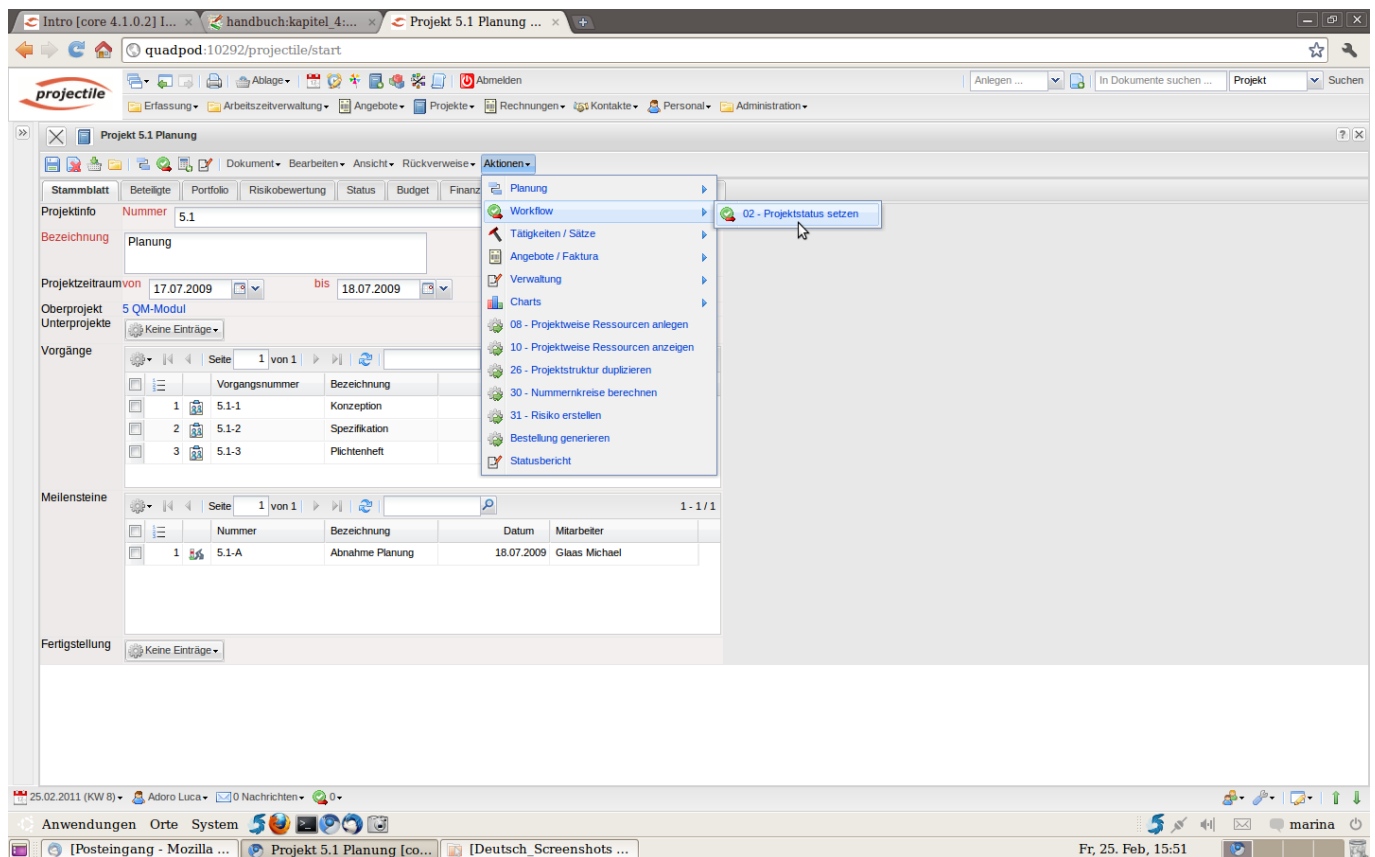 Intro [core 4.1.0.2] I... handbuch:kapitel_4:... Projekt 5.1 Planung ...
quadpod:10292/projectile/start
projectile Ablage Abmelden Anlegen ... In Dokumente suchen ... Projekt Suchen
Erfassung Arbeitszeitverwaltung Angebote Projekte Rechnungen Kontakte Personal Administration
Projekt 5.1 Planung
Dokument Bearbeiten Ansicht Rückverweise Aktionen
Stammblatt Beteiligte Portfolio Risikobewertung Status Budget Finanz
Planung
Workflow
02 - Projektstatus setzen
Tätigkeiten / Sätze
Angebote / Faktura
Verwaltung
Charts
08 - Projektweise Ressourcen anlegen
10 - Projektweise Ressourcen anzeigen
26 - Projektstruktur duplizieren
30 - Nummernkreise berechnen
31 - Risiko erstellen
Bestellung generieren
Statusbericht
Projektinfo Nummer 5.1
Bezeichnung Planung
Projektzeitraum von 17.07.2009 bis 18.07.2009
Oberprojekt 5 QM-Modul
Unterprojekte Keine Einträge
Vorgänge Seite 1 von 1
Vorgangsnummer Bezeichnung
1 5.1-1 Konzeption
2 5.1-2 Spezifikation
3 5.1-3 Plichtenheft
Meilensteine Seite 1 von 1 1 - 1 / 1
Nummer Bezeichnung Datum Mitarbeiter
1 5.1-A Abnahme Planung 18.07.2009 Glaas Michael
Fertigstellung Keine Einträge
25.02.2011 (KW 8) Adoro Luca 0 Nachrichten 0
Anwendungen Orte System marina
[Posteingang - Mozilla ... Projekt 5.1 Planung [co... [Deutsch_Screenshots ... Fr, 25. Feb, 15:51